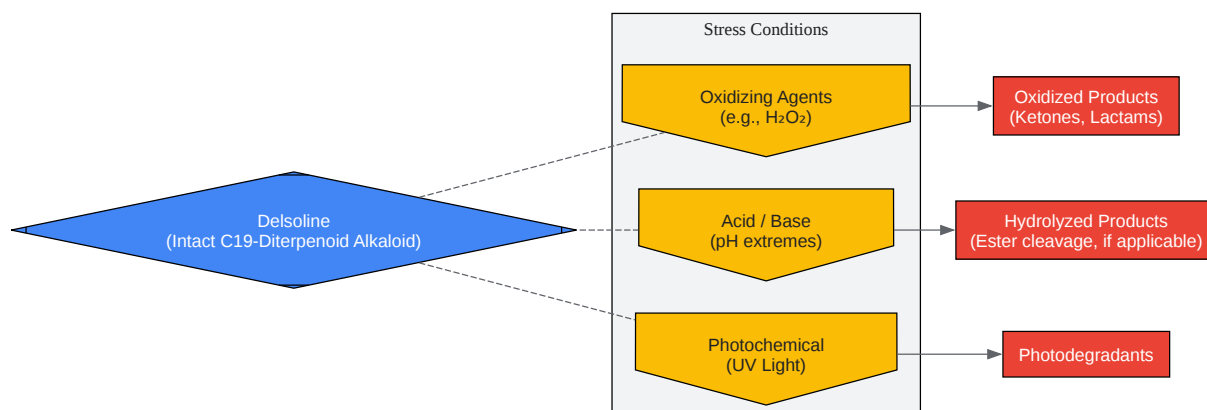 Stress Conditions
Oxidizing Agents
(e.g., H₂O₂)
Oxidized Products
(Ketones, Lactams)
Delsoline
(Intact C19-Diterpenoid Alkaloid)
Acid / Base
(pH extremes)
Hydrolyzed Products
(Ester cleavage, if applicable)
Photochemical
(UV Light)
Photodegradants